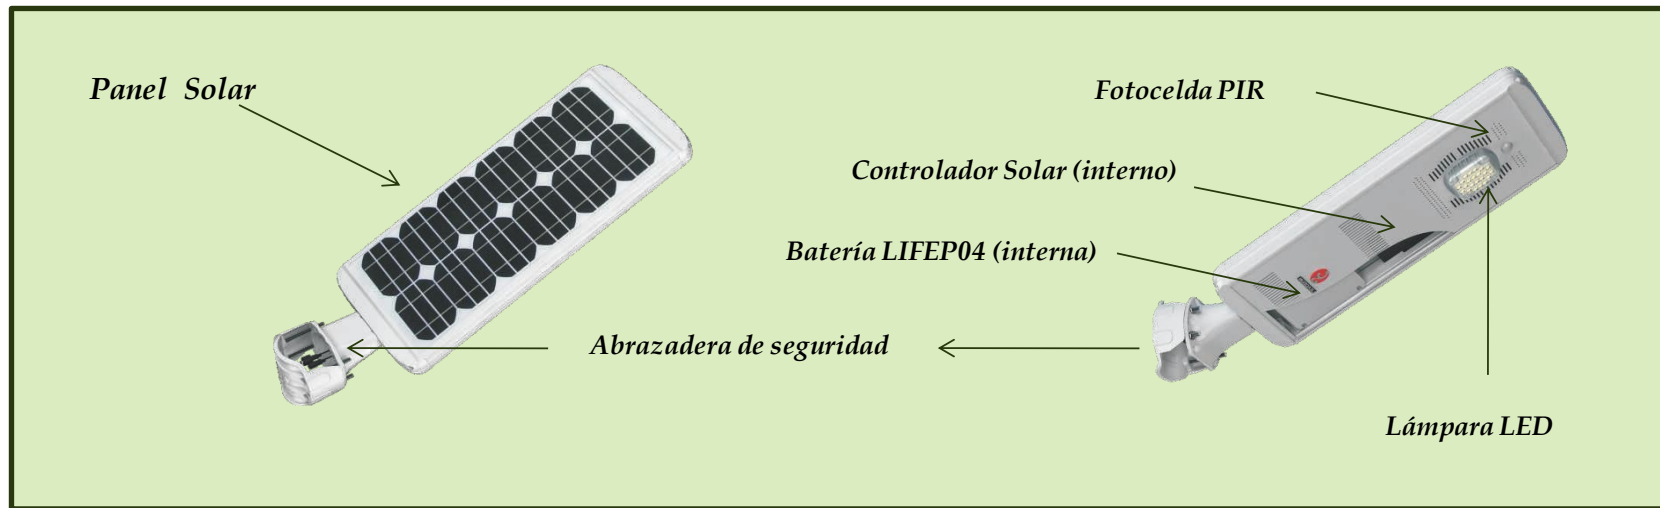 Panel Solar
Fotocelda PIR
Controlador Solar (interno)
Batería LIFEP04 (interna)
Abrazadera de seguridad
Lámpara LED